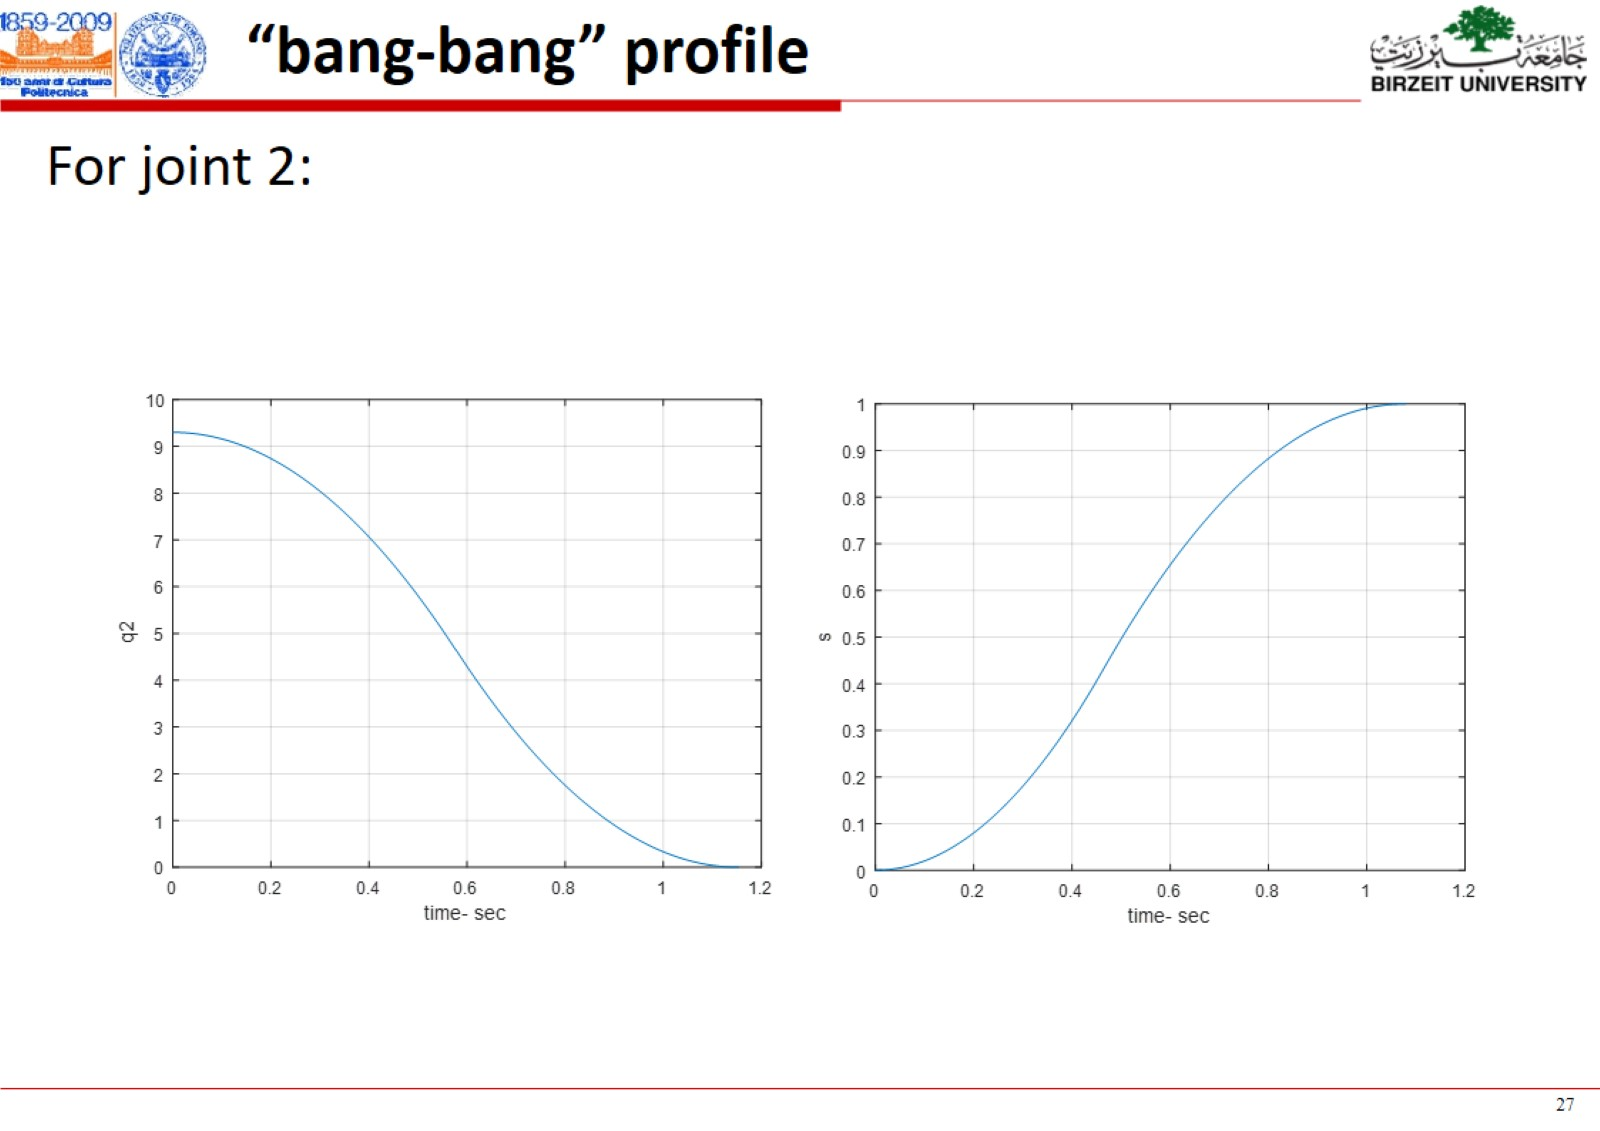 1859-2009
150 anni di Cultura
Politecnica
“bang-bang” profile
جامعة بيرزيت
BIRZEIT UNIVERSITY
For joint 2:
10
9
8
7
6
5
4
3
2
1
0
q2
0 0.2 0.4 0.6 0.8 1 1.2
time- sec
1
0.9
0.8
0.7
0.6
0.5
0.4
0.3
0.2
0.1
0
s
0 0.2 0.4 0.6 0.8 1 1.2
time- sec
27